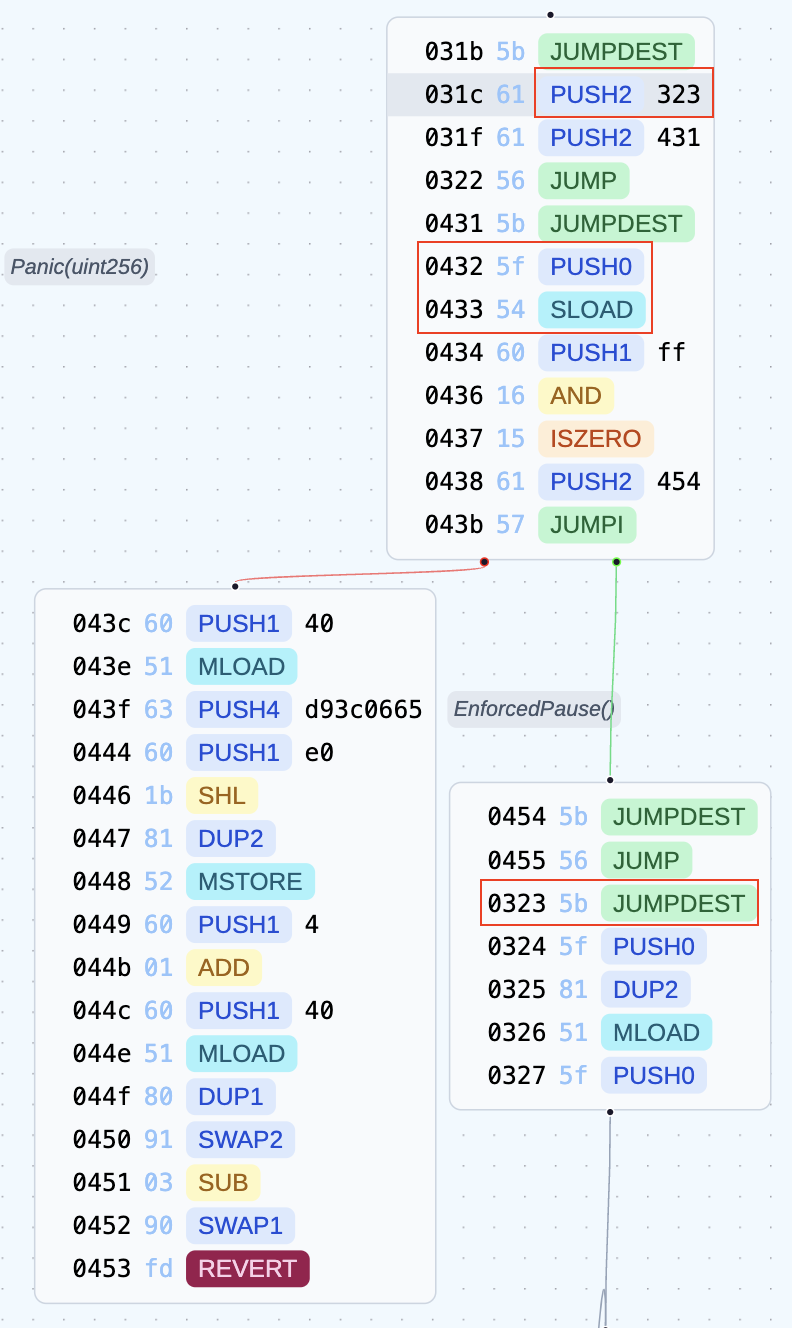 031b 5b JUMPDEST
031c 61 PUSH2 323
031f 61 PUSH2 431
0322 56 JUMP
0431 5b JUMPDEST
Panic(uint256)
0432 5f PUSH0
0433 54 SLOAD
0434 60 PUSH1 ff
0436 16 AND
0437 15 ISZERO
0438 61 PUSH2 454
043b 57 JUMPI
043c 60 PUSH1 40
043e 51 MLOAD
043f 63 PUSH4 d93c0665
0444 60 PUSH1 e0
0446 1b SHL
0447 81 DUP2
0448 52 MSTORE
0449 60 PUSH1 4
044b 01 ADD
044c 60 PUSH1 40
044e 51 MLOAD
044f 80 DUP1
0450 91 SWAP2
0451 03 SUB
0452 90 SWAP1
0453 fd REVERT
EnforcedPause()
0454 5b JUMPDEST
0455 56 JUMP
0323 5b JUMPDEST
0324 5f PUSH0
0325 81 DUP2
0326 51 MLOAD
0327 5f PUSH0